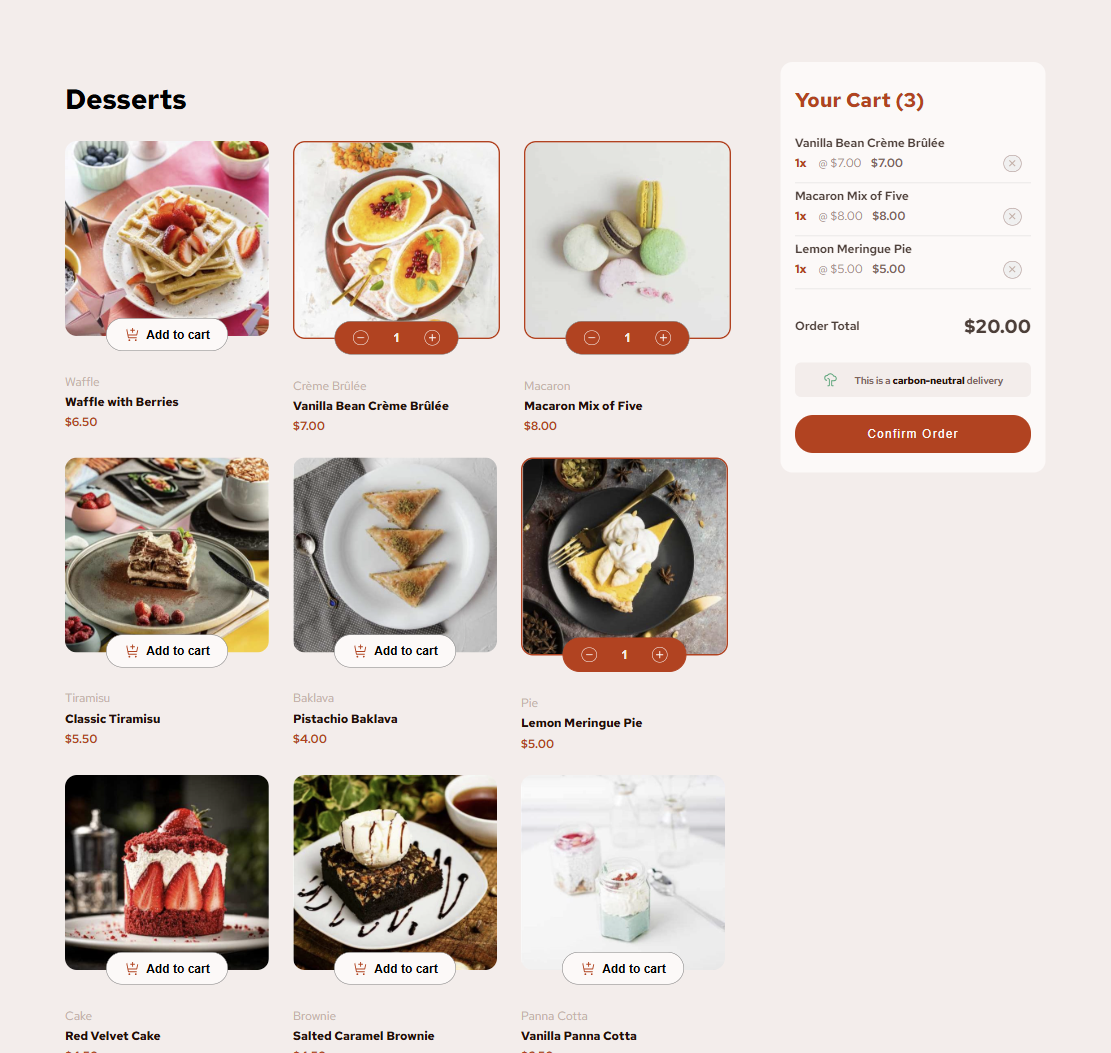 Desserts
Add to cart
1
1
Waffle
Waffle with Berries
$6.50
Crème Brûlée
Vanilla Bean Crème Brûlée
$7.00
Macaron
Macaron Mix of Five
$8.00
Add to cart
Add to cart
1
Tiramisu
Classic Tiramisu
$5.50
Baklava
Pistachio Baklava
$4.00
Pie
Lemon Meringue Pie
$5.00
Add to cart
Add to cart
Add to cart
Cake
Red Velvet Cake
Brownie
Salted Caramel Brownie
Panna Cotta
Vanilla Panna Cotta
Your Cart (3)
Vanilla Bean Crème Brûlée
1x @ $7.00 $7.00
Macaron Mix of Five
1x @ $8.00 $8.00
Lemon Meringue Pie
1x @ $5.00 $5.00
Order Total $20.00
This is a carbon-neutral delivery
Confirm Order